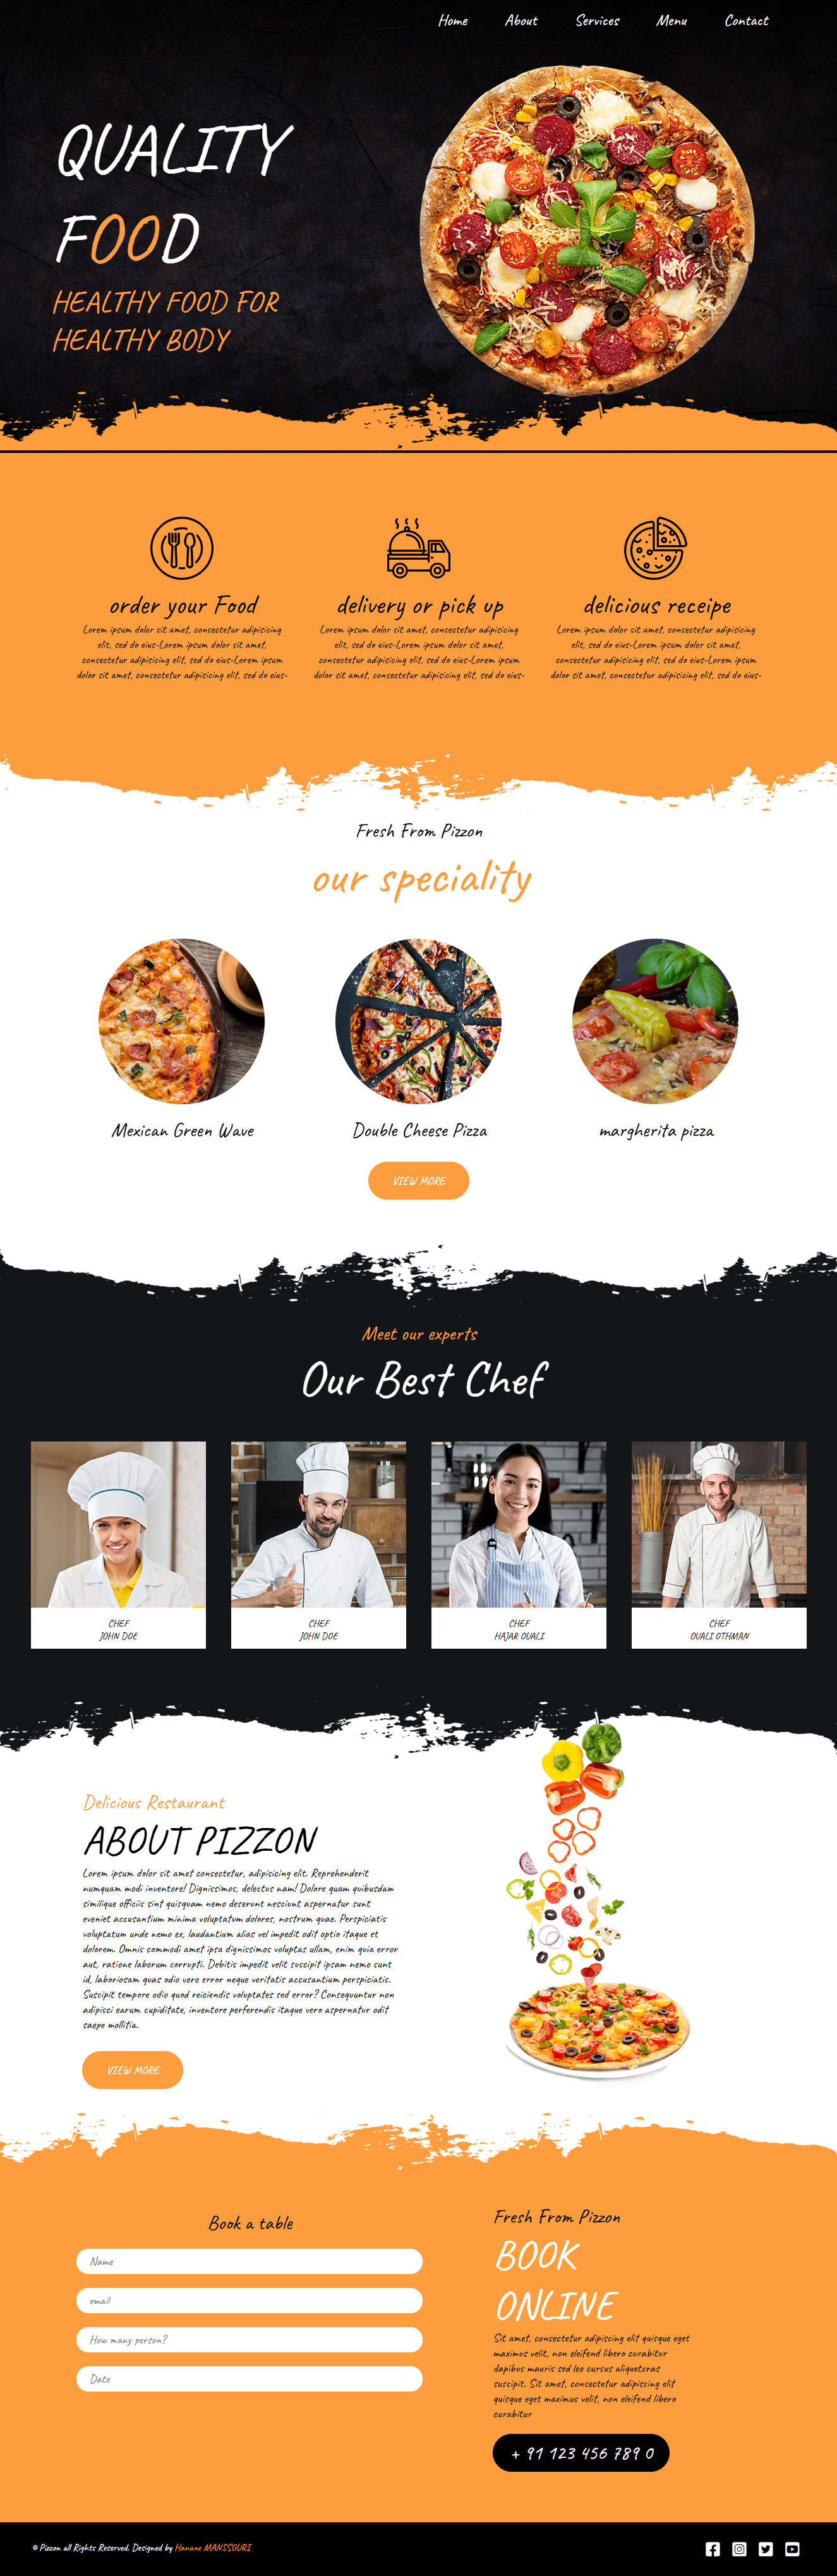 Home About Services Menu Contact
QUALITY
FOOD
HEALTHY FOOD FOR
HEALTHY BODY
order your Food
Lorem ipsum dolor sit amet, consectetur adipisicing
elit, sed do eius-Lorem ipsum dolor sit amet,
consectetur adipisicing elit, sed do eius-Lorem ipsum
dolor sit amet, consectetur adipisicing elit, sed do eius-
delivery or pick up
Lorem ipsum dolor sit amet, consectetur adipisicing
elit, sed do eius-Lorem ipsum dolor sit amet,
consectetur adipisicing elit, sed do eius-Lorem ipsum
dolor sit amet, consectetur adipisicing elit, sed do eius-
delicious receipe
Lorem ipsum dolor sit amet, consectetur adipisicing
elit, sed do eius-Lorem ipsum dolor sit amet,
consectetur adipisicing elit, sed do eius-Lorem ipsum
dolor sit amet, consectetur adipisicing elit, sed do eius-
Fresh From Pizzon
our speciality
Mexican Green Wave
Double Cheese Pizza
margherita pizza
VIEW MORE
Meet our experts
Our Best Chef
CHEF
JOHN DOE
CHEF
JOHN DOE
CHEF
HAJAR OUALI
CHEF
OUALI OTHMAN
Delicious Restaurant
ABOUT PIZZON
Lorem ipsum dolor sit amet consectetur, adipisicing elit. Reprehenderit
numquam modi inventore! Dignissimos, delectus nam! Dolore quam quibusdam
similique officiis sint quisquam nemo deserunt nesciunt aspernatur sunt
eveniet accusantium minima voluptatum dolores, nostrum quae. Perspiciatis
voluptatum unde nemo ex, laudantium alias vel impedit odit optio itaque et
dolorem. Omnis commodi amet ipsa dignissimos voluptas ullam, enim quia error
aut, ratione laborum corrupti. Debitis impedit velit suscipit ipsam nemo sunt
id, laboriosam quas odio vero error neque veritatis accusantium perspiciatis.
Suscipit tempore odio quod reiciendis voluptates sed error? Consequuntur non
adipisci earum cupiditate, inventore perferendis itaque vero aspernatur odit
saepe mollitia.
VIEW MORE
Book a table
Name
email
How many person?
Date
Fresh From Pizzon
BOOK
ONLINE
Sit amet, consectetur adipiscing elit quisque eget
maximus velit, non eleifend libero curabitur
dapibus mauris sed leo cursus aliquetcras
suscipit. Sit amet, consectetur adipiscing elit
quisque eget maximus velit, non eleifend libero
curabitur
+ 91 123 456 789 0
© Pizzon all Rights Reserved. Designed by Hanane MANSSOURI